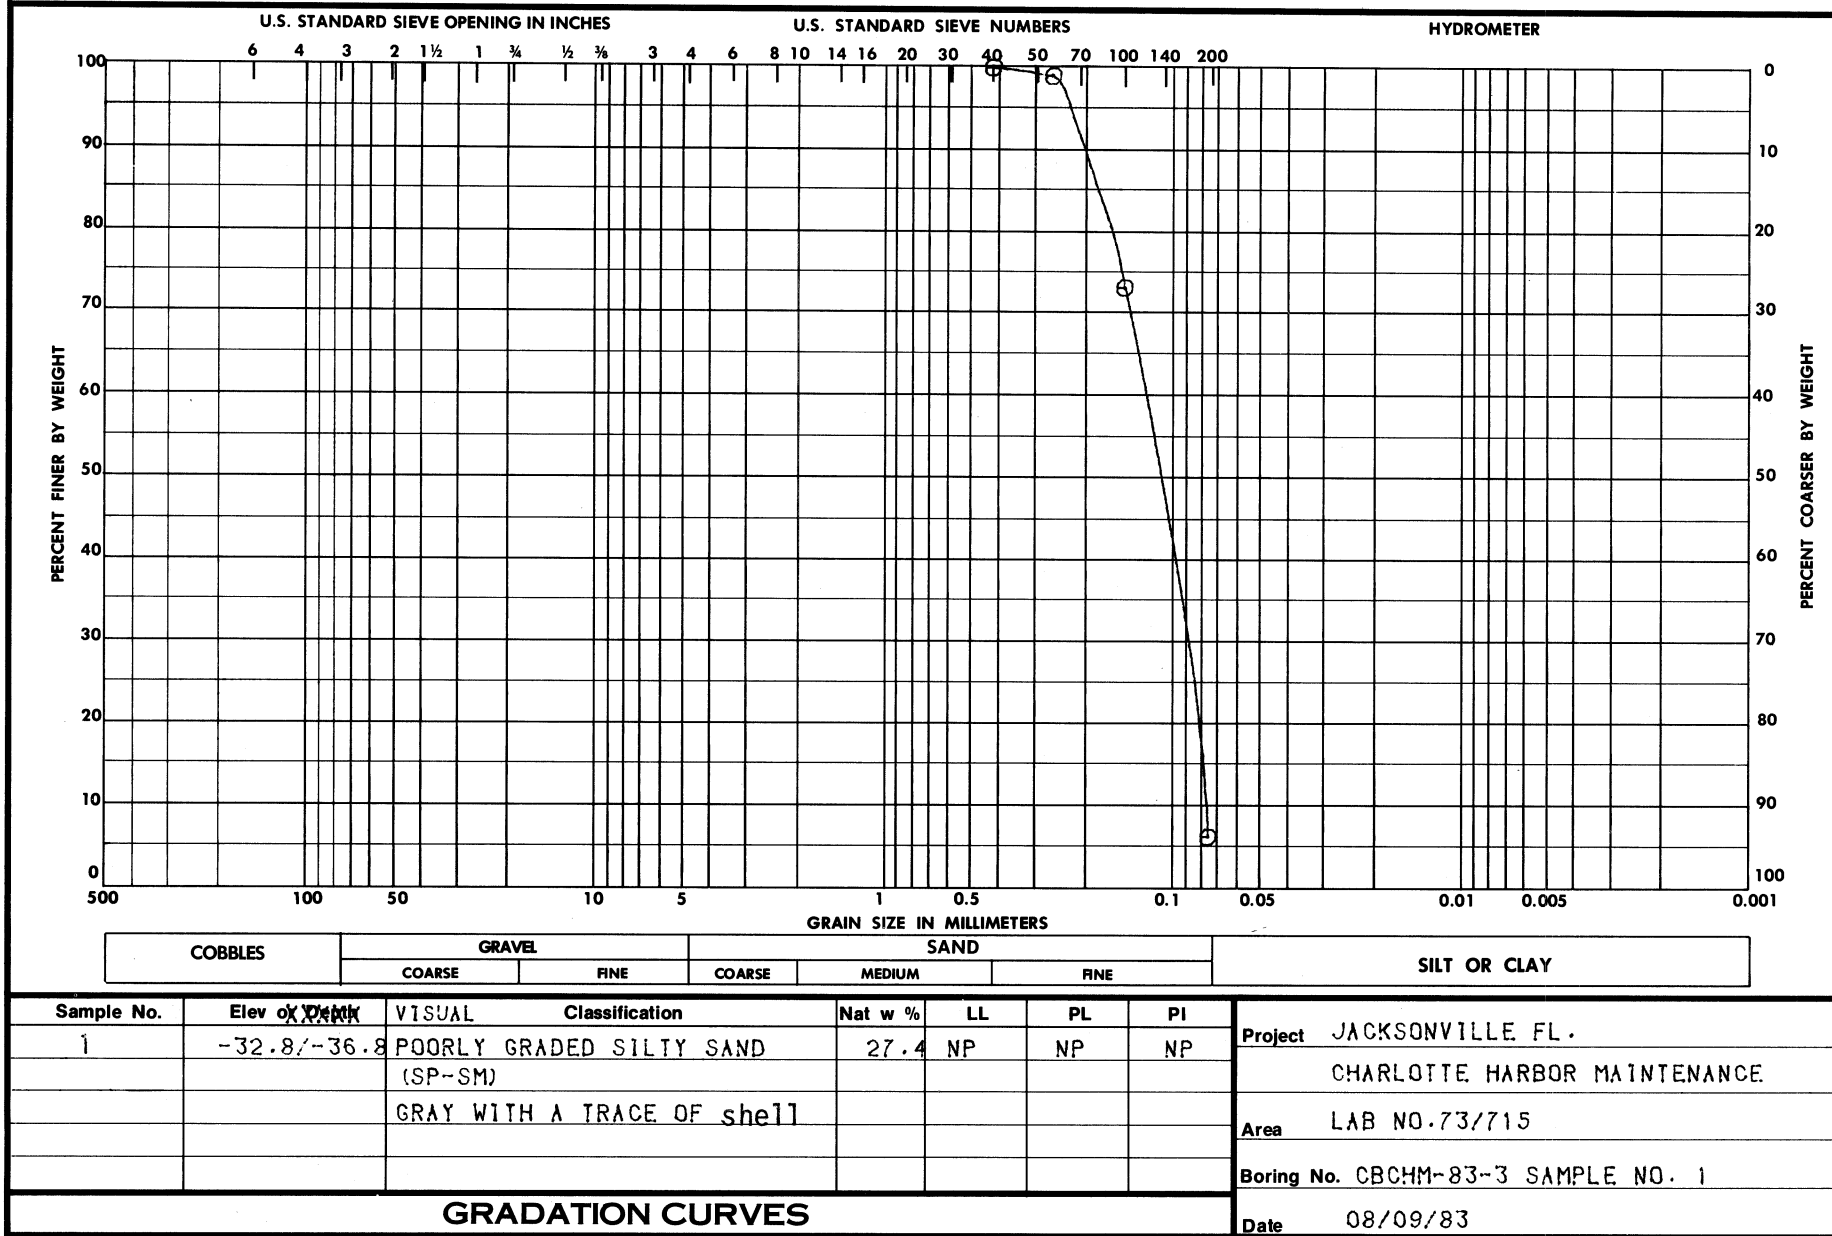 U.S. STANDARD SIEVE OPENING IN INCHES U.S. STANDARD SIEVE NUMBERS HYDROMETER
6 4 3 2 1½ 1 ¾ ½ ⅜ 3 4 6 8 10 14 16 20 30 40 50 70 100 140 200
100 0
90 10
80 20
70 30
60 40
50 50
40 60
30 70
20 80
10 90
0 100
PERCENT FINER BY WEIGHT
PERCENT COARSER BY WEIGHT
500 100 50 10 5 1 0.5 0.1 0.05 0.01 0.005 0.001
GRAIN SIZE IN MILLIMETERS
COBBLES GRAVEL SAND SILT OR CLAY
COARSE FINE COARSE MEDIUM FINE
Sample No. Elev or Depth VISUAL Classification Nat w % LL PL PI
1 -32.8/-36.8 POORLY GRADED SILTY SAND 27.4 NP NP NP
(SP-SM)
GRAY WITH A TRACE OF shell
Project JACKSONVILLE FL.
CHARLOTTE HARBOR MAINTENANCE
Area LAB NO.73/715
Boring No. CBCHM-83-3 SAMPLE NO. 1
Date 08/09/83
GRADATION CURVES